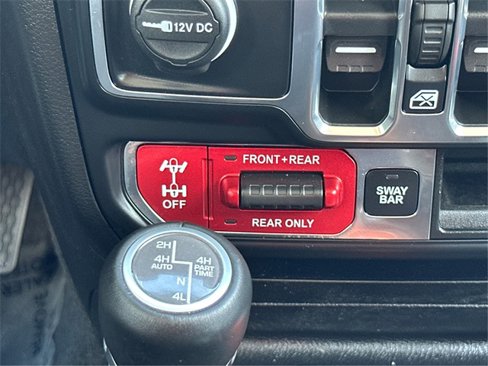 12V DC
FRONT+REAR
OFF
REAR ONLY
SWAY
BAR
2H
4H
AUTO
4H
PART
TIME
N
4L